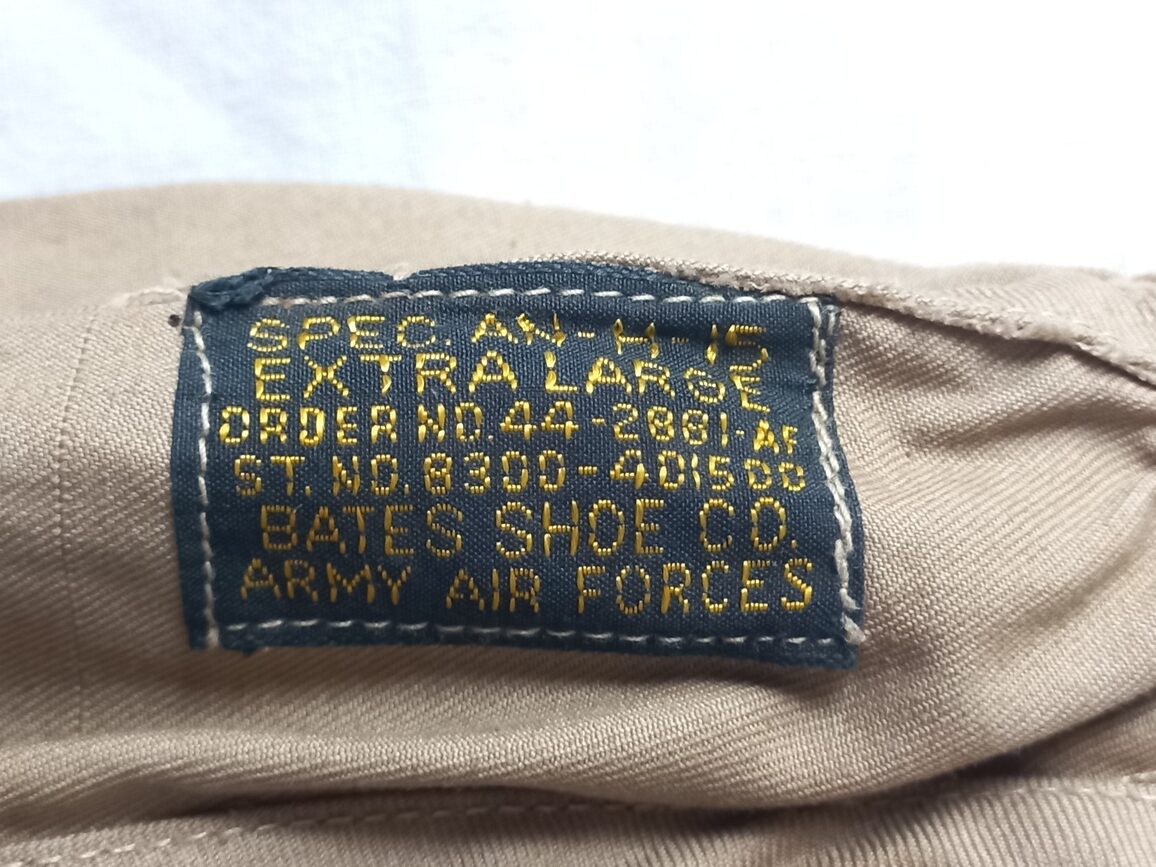 SPEC AN-H-15
EXTRA LARGE
ORDER NO. 44-2881-AF
ST. NO. 8300-401500
BATES SHOE CO.
ARMY AIR FORCES